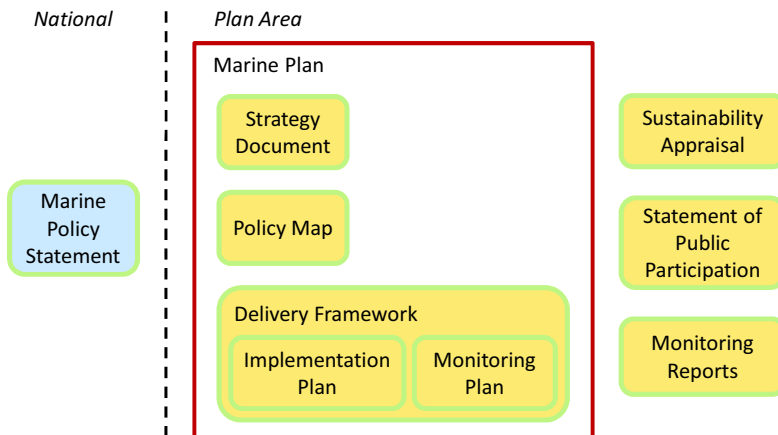 National
Plan Area
Marine Plan
Strategy
Document
Sustainability
Appraisal
Marine
Policy
Statement
Policy Map
Statement of
Public
Participation
Delivery Framework
Implementation
Plan
Monitoring
Plan
Monitoring
Reports